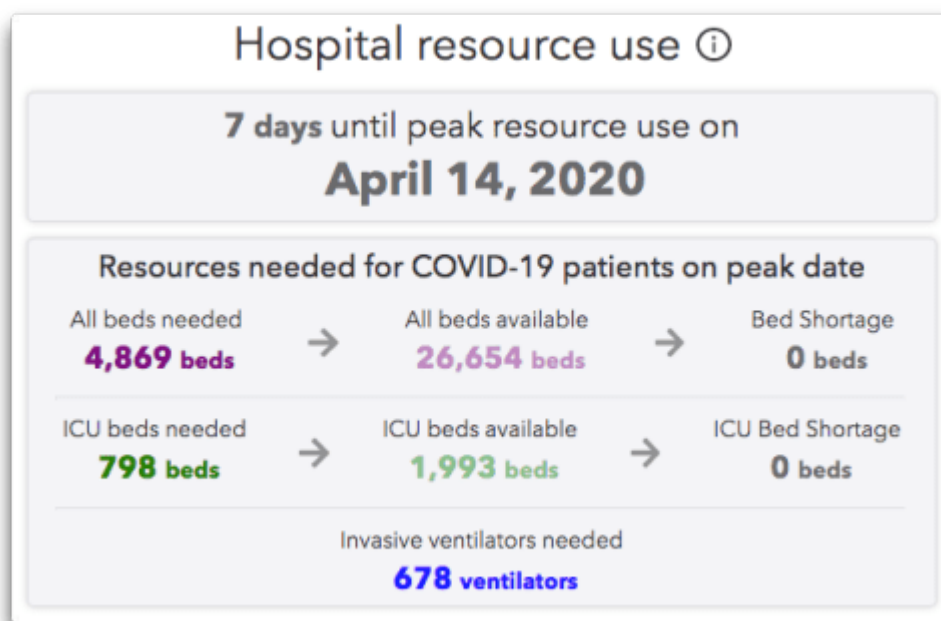 Hospital resource use ⓘ
7 days until peak resource use on
April 14, 2020
Resources needed for COVID-19 patients on peak date
All beds needed → All beds available → Bed Shortage
4,869 beds 26,654 beds 0 beds
ICU beds needed → ICU beds available → ICU Bed Shortage
798 beds 1,993 beds 0 beds
Invasive ventilators needed
678 ventilators